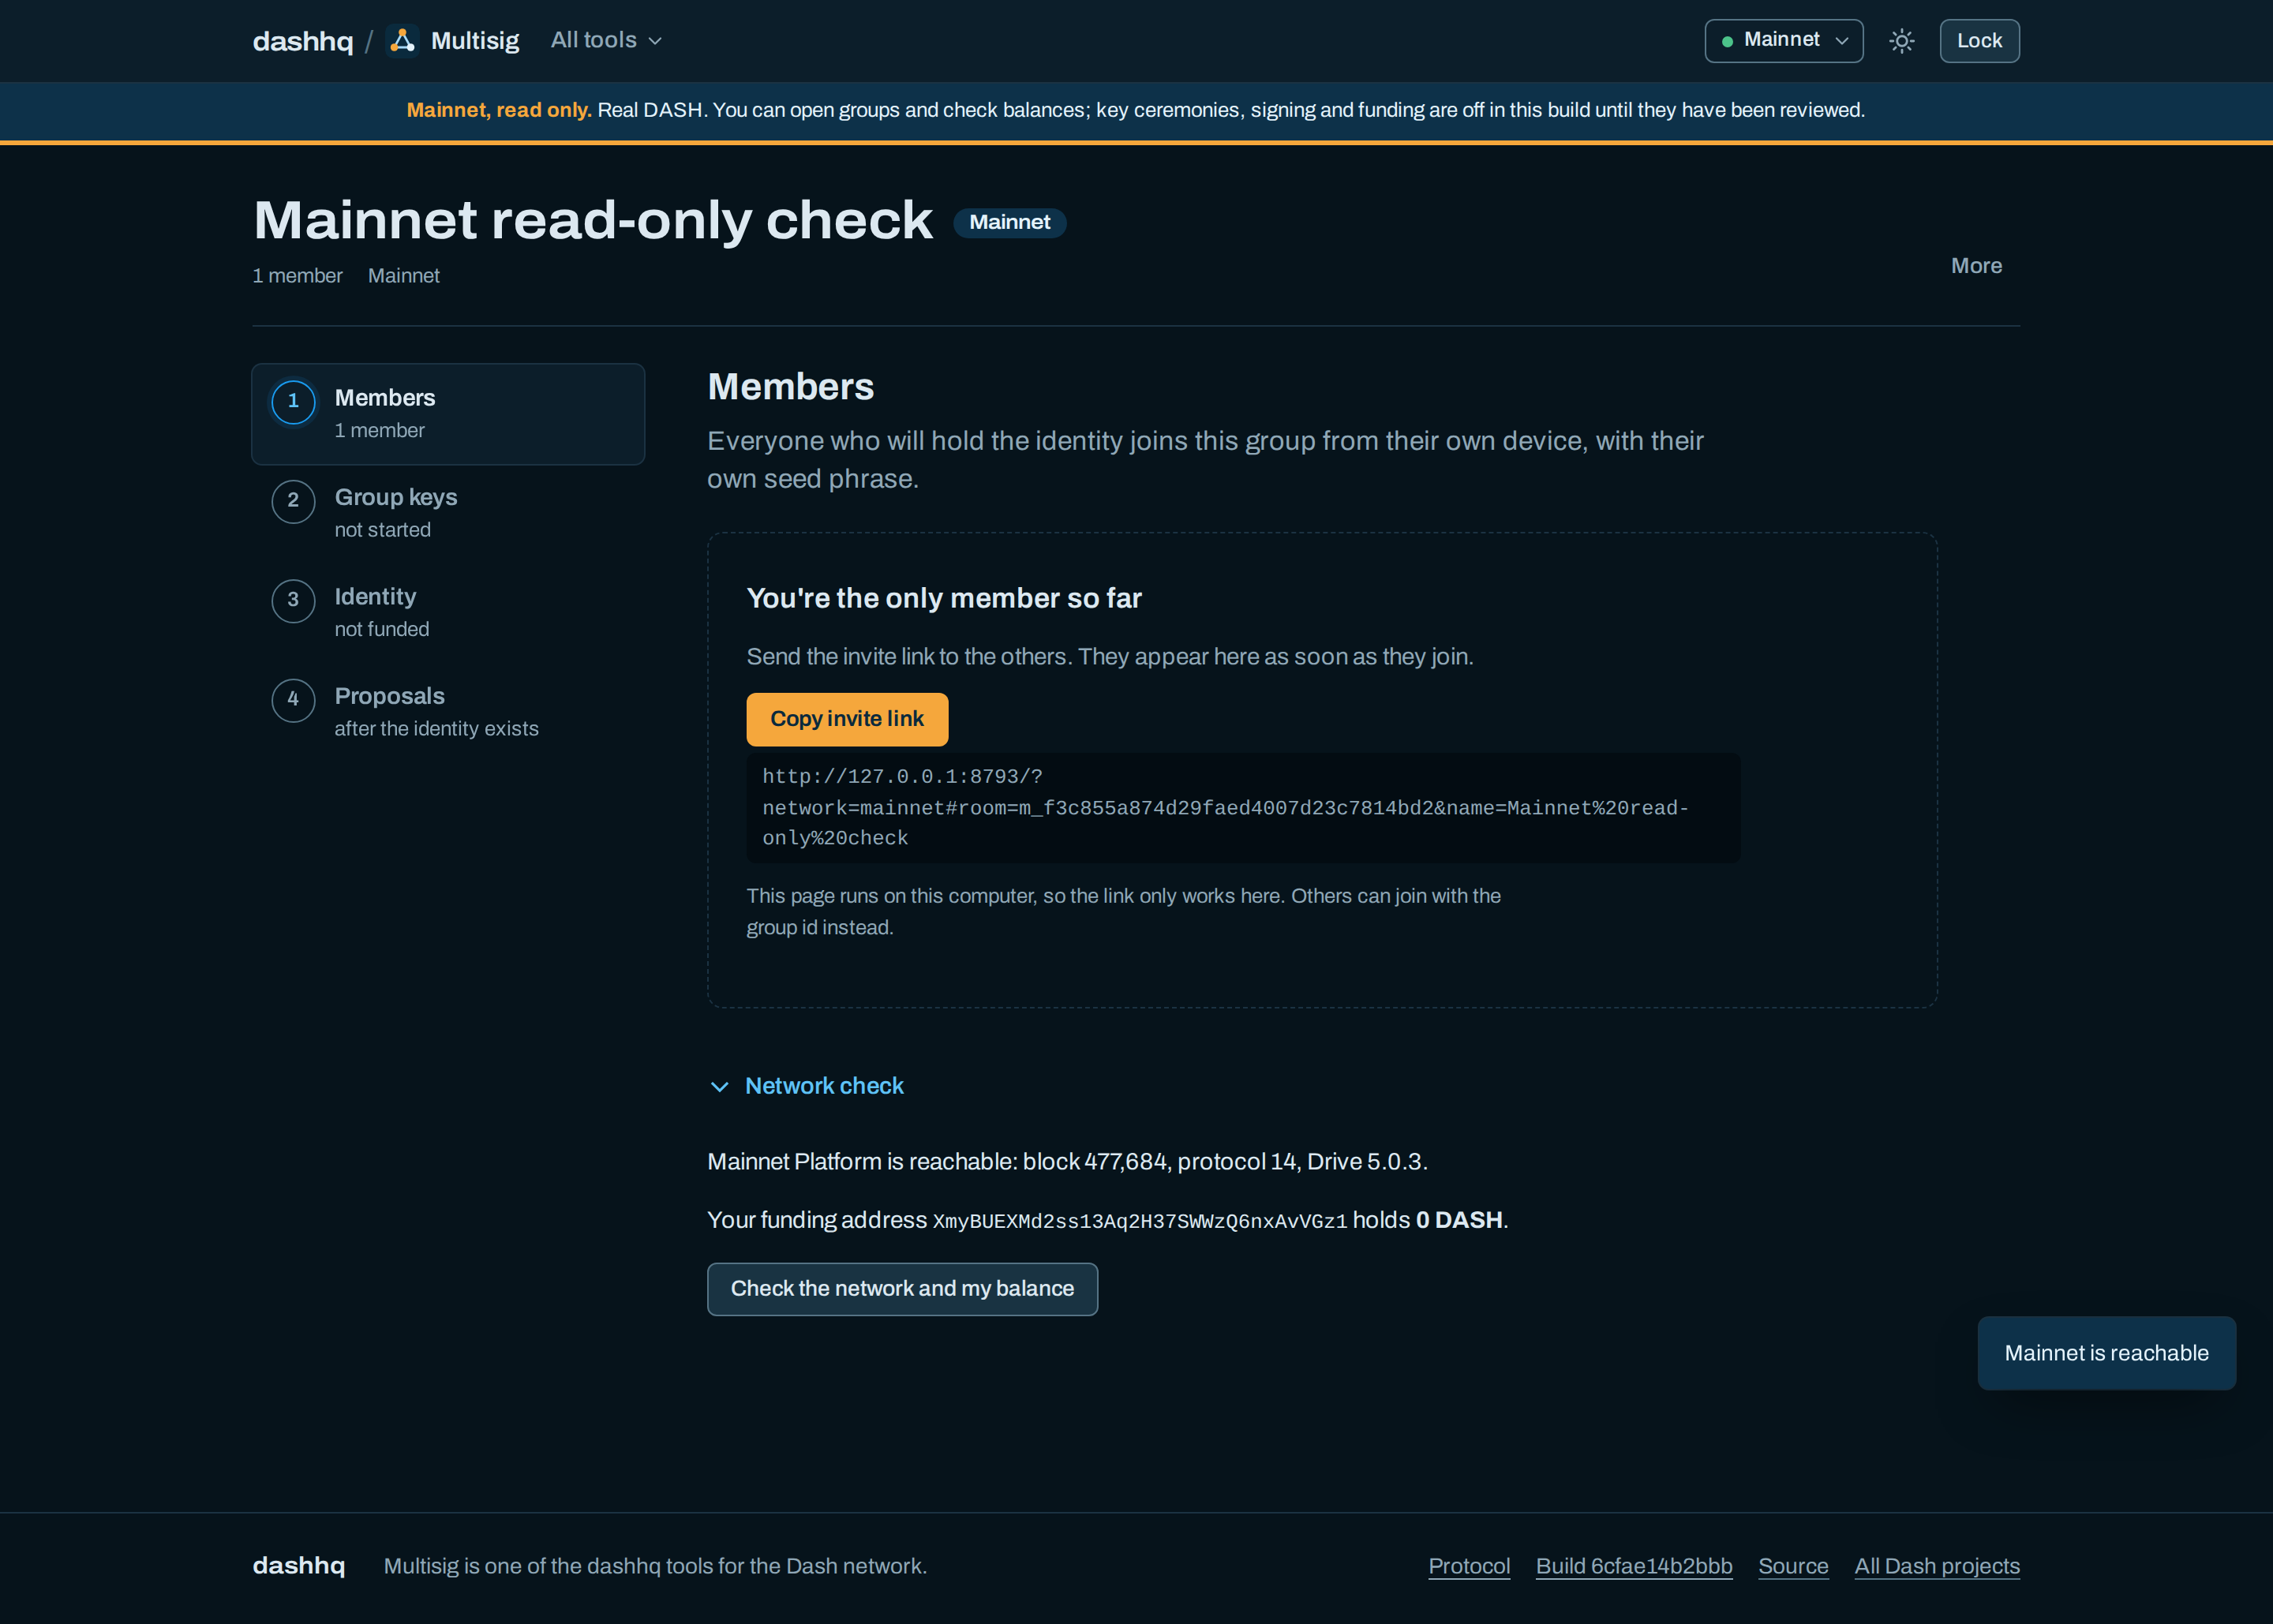 dashhq / Multisig All tools Mainnet Lock
Mainnet, read only. Real DASH. You can open groups and check balances; key ceremonies, signing and funding are off in this build until they have been reviewed.
Mainnet read-only check Mainnet
1 member Mainnet
More
1 Members
1 member
2 Group keys
not started
3 Identity
not funded
4 Proposals
after the identity exists
Members
Everyone who will hold the identity joins this group from their own device, with their
own seed phrase.
You're the only member so far
Send the invite link to the others. They appear here as soon as they join.
Copy invite link
http://127.0.0.1:8793/?
network=mainnet#room=m_f3c855a874d29faed4007d23c7814bd2&name=Mainnet%20read-
only%20check
This page runs on this computer, so the link only works here. Others can join with the
group id instead.
Network check
Mainnet Platform is reachable: block 477,684, protocol 14, Drive 5.0.3.
Your funding address XmyBUEXMd2ss13Aq2H37SWWzQ6nxAvVGz1 holds 0 DASH.
Check the network and my balance
Mainnet is reachable
dashhq Multisig is one of the dashhq tools for the Dash network. Protocol Build 6cfae14b2bbb Source All Dash projects